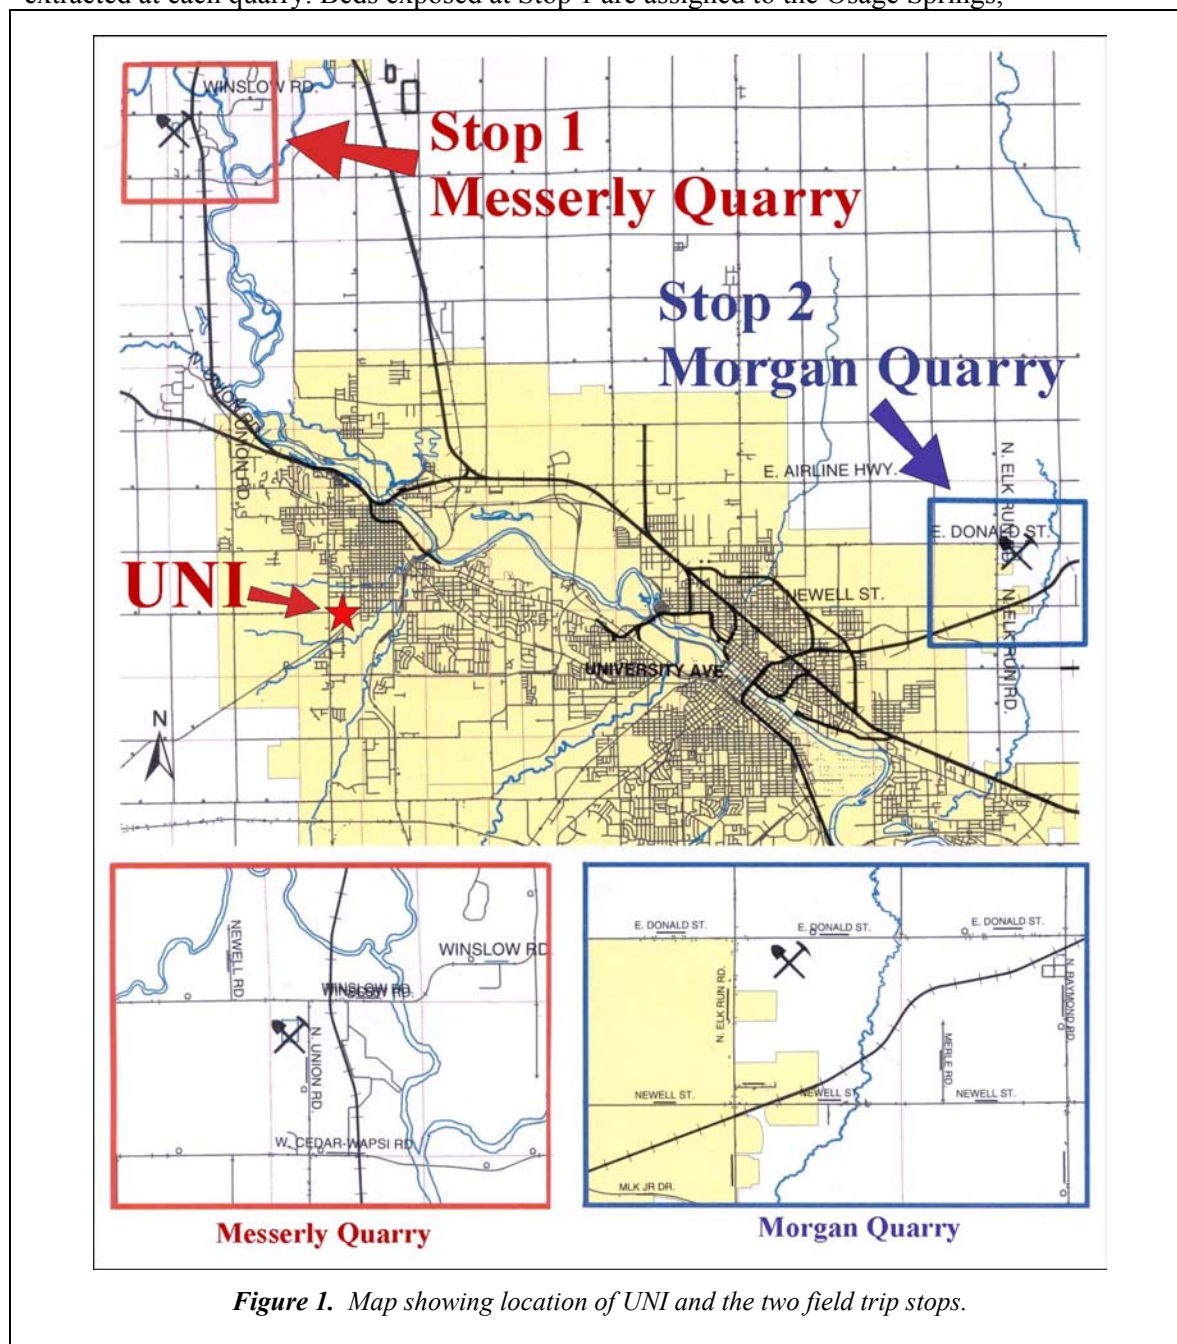 extracted at each quarry. Beds exposed at Stop 1 are assigned to the Osage Springs,
WINSLOW RD.
Stop 1
Messerly Quarry
Stop 2
Morgan Quarry
N. UNION RD.
N. UNION RD.
E. AIRLINE HWY.
N. ELK RUN RD.
E. DONALD ST.
UNI
NEWELL ST.
N. ELK RUN RD.
UNIVERSITY AVE
N
NEWELL RD.
WINSLOW RD.
WINSLOW RD.
N. UNION RD.
W. CEDAR-WAPSI RD.
E. DONALD ST.
E. DONALD ST.
E. DONALD ST.
N. ELK RUN RD.
N. RAYMOND RD.
MERLE RD.
NEWELL ST.
NEWELL ST.
NEWELL ST.
MLK JR DR.
Messerly Quarry
Morgan Quarry
Figure 1. Map showing location of UNI and the two field trip stops.